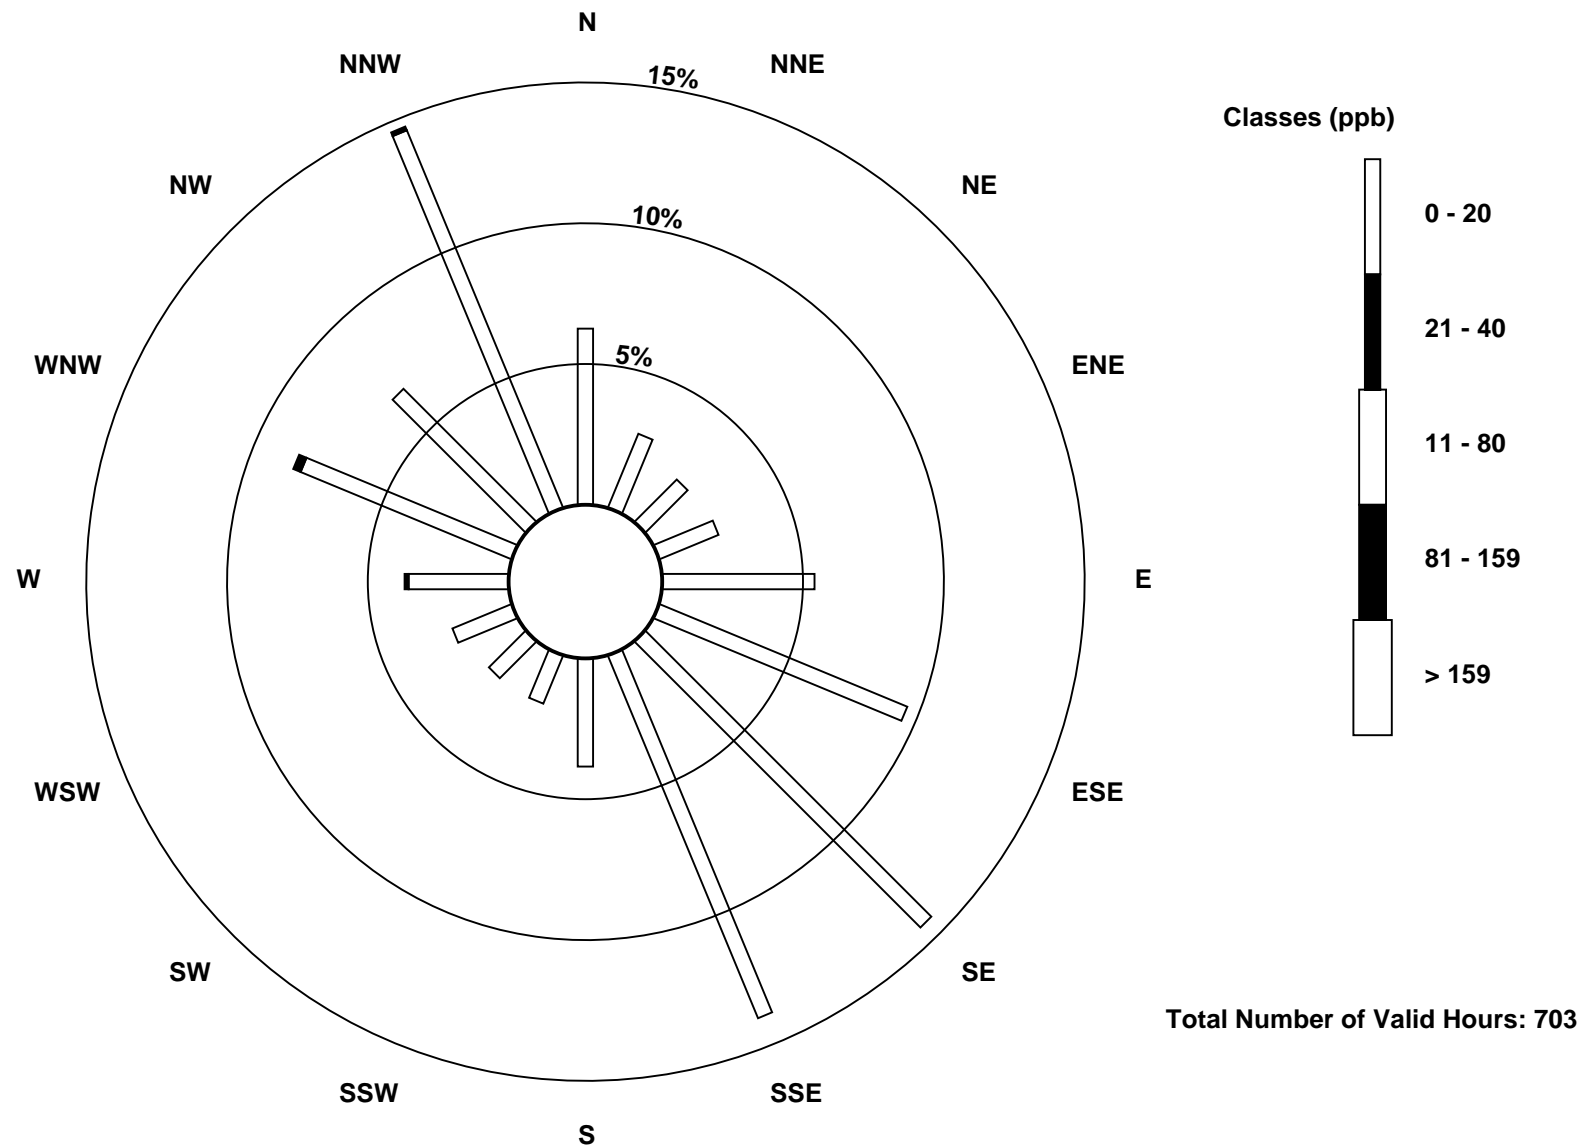 N
NNW
NNE
15%
Classes (ppb)
NW
NE
0 - 20
10%
21 - 40
5%
WNW
ENE
11 - 80
81 - 159
W
E
> 159
WSW
ESE
SW
SE
Total Number of Valid Hours: 703
SSW
SSE
S